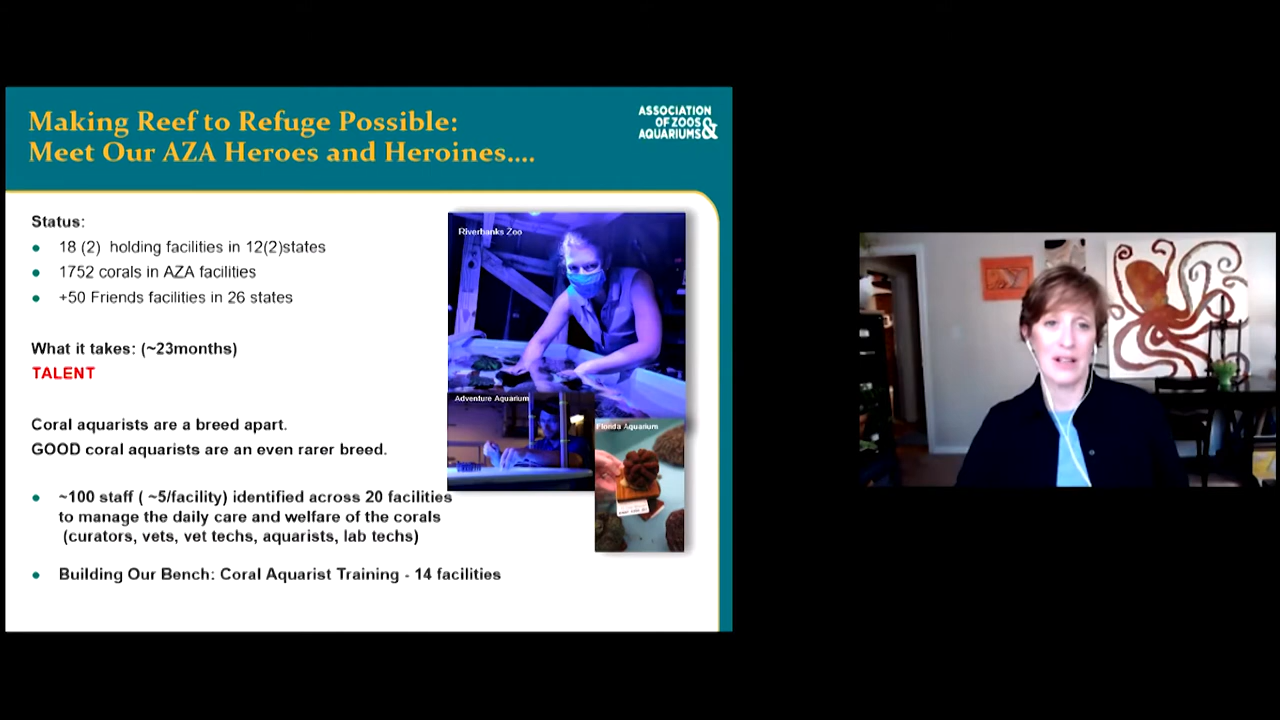 Making Reef to Refuge Possible:
Meet Our AZA Heroes and Heroines....
ASSOCIATION
OF ZOOS
&
AQUARIUMS
Status:
18 (2) holding facilities in 12(2)states
1752 corals in AZA facilities
+50 Friends facilities in 26 states
What it takes: (~23months)
TALENT
Coral aquarists are a breed apart.
GOOD coral aquarists are an even rarer breed.
~100 staff ( ~5/facility) identified across 20 facilities
to manage the daily care and welfare of the corals
(curators, vets, vet techs, aquarists, lab techs)
Building Our Bench: Coral Aquarist Training - 14 facilities
Riverbanks Zoo
Adventure Aquarium
Florida Aquarium